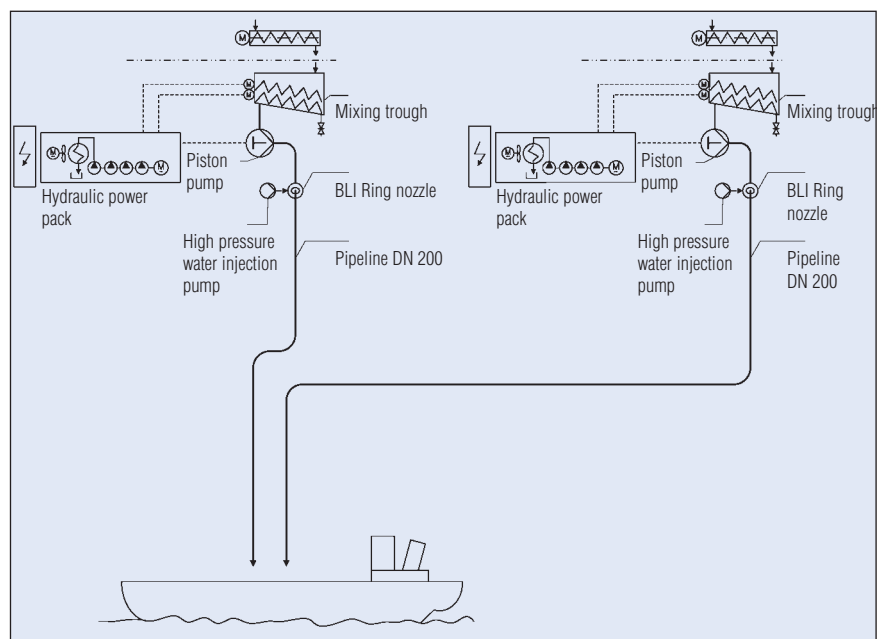 M
M
M
M
Mixing trough
Mixing trough
M
M
Piston
pump
Hydraulic power
pack
BLI Ring nozzle
High pressure
water injection
pump
Pipeline DN 200
M
M
M
M
Piston
pump
Hydraulic power
pack
BLI Ring
nozzle
High pressure
water injection
pump
Pipeline
DN 200